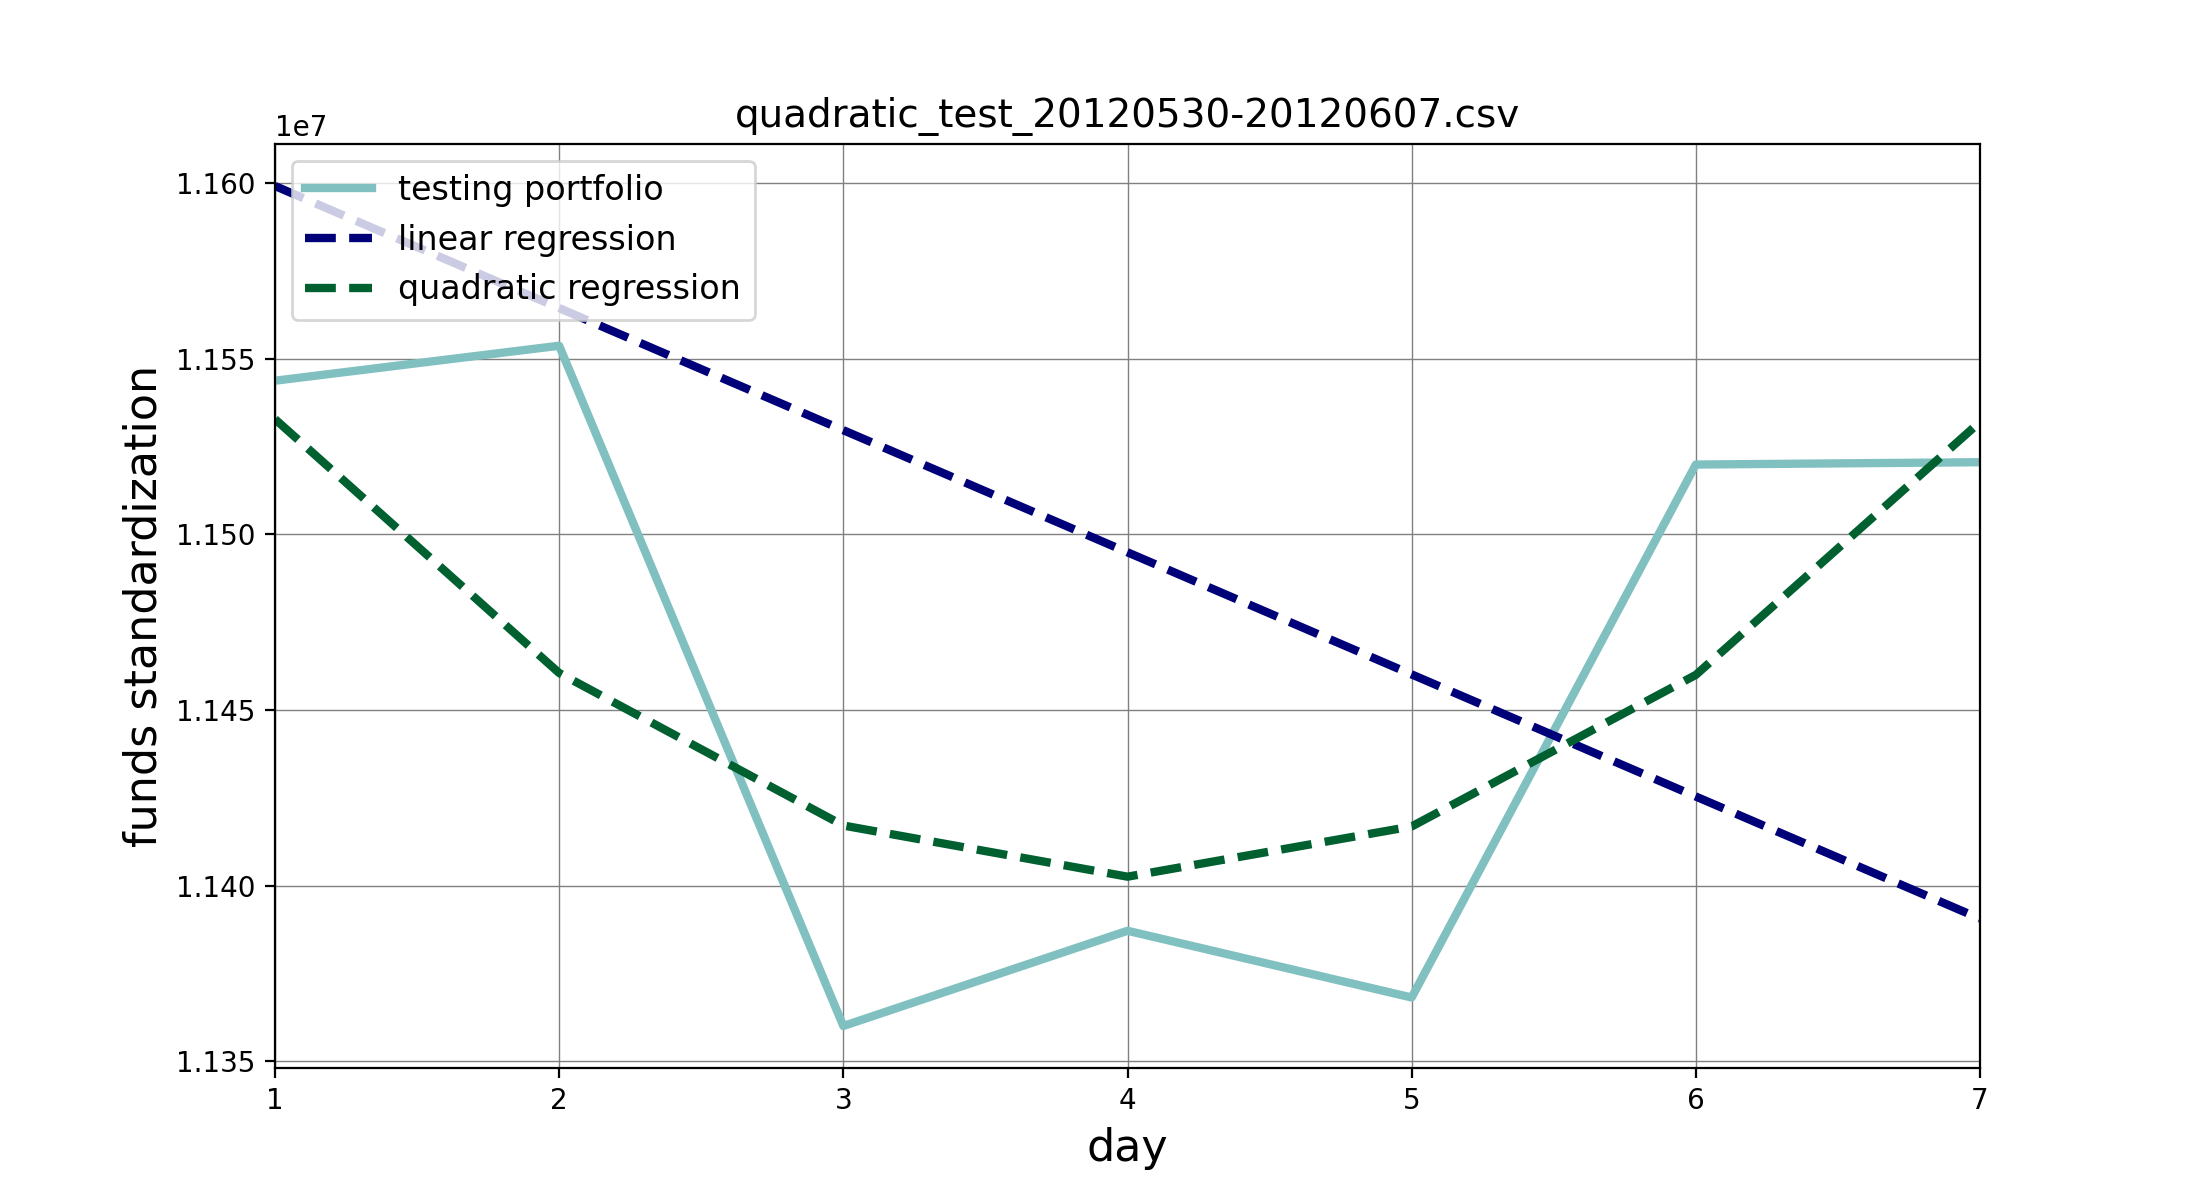 quadratic_test_20120530-20120607.csv
1e7
testing portfolio
linear regression
quadratic regression
1.160
1.155
1.150
1.145
1.140
1.135
funds standardization
1 2 3 4 5 6 7
day